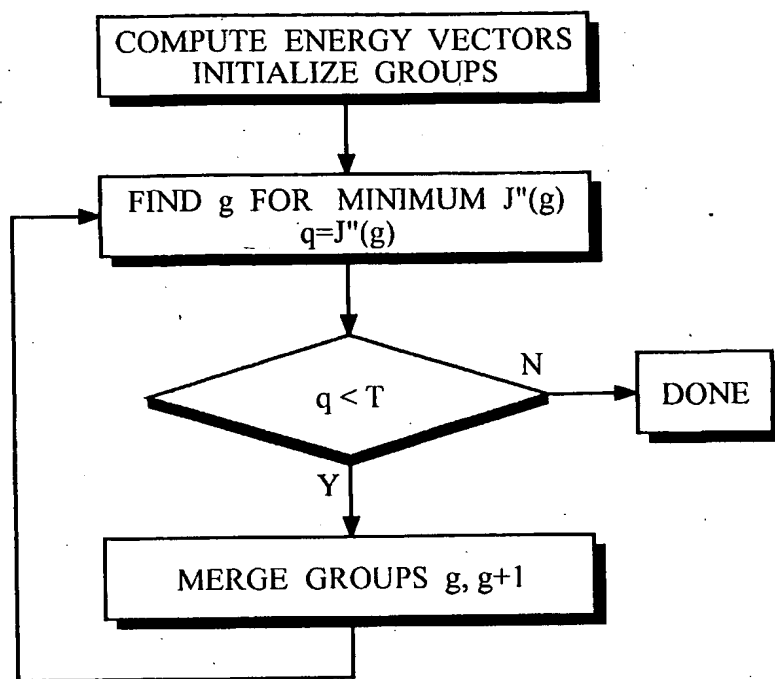 COMPUTE ENERGY VECTORS
INITIALIZE GROUPS
FIND g FOR MINIMUM J"(g)
q=J"(g)
q < T
N
DONE
Y
MERGE GROUPS g, g+1